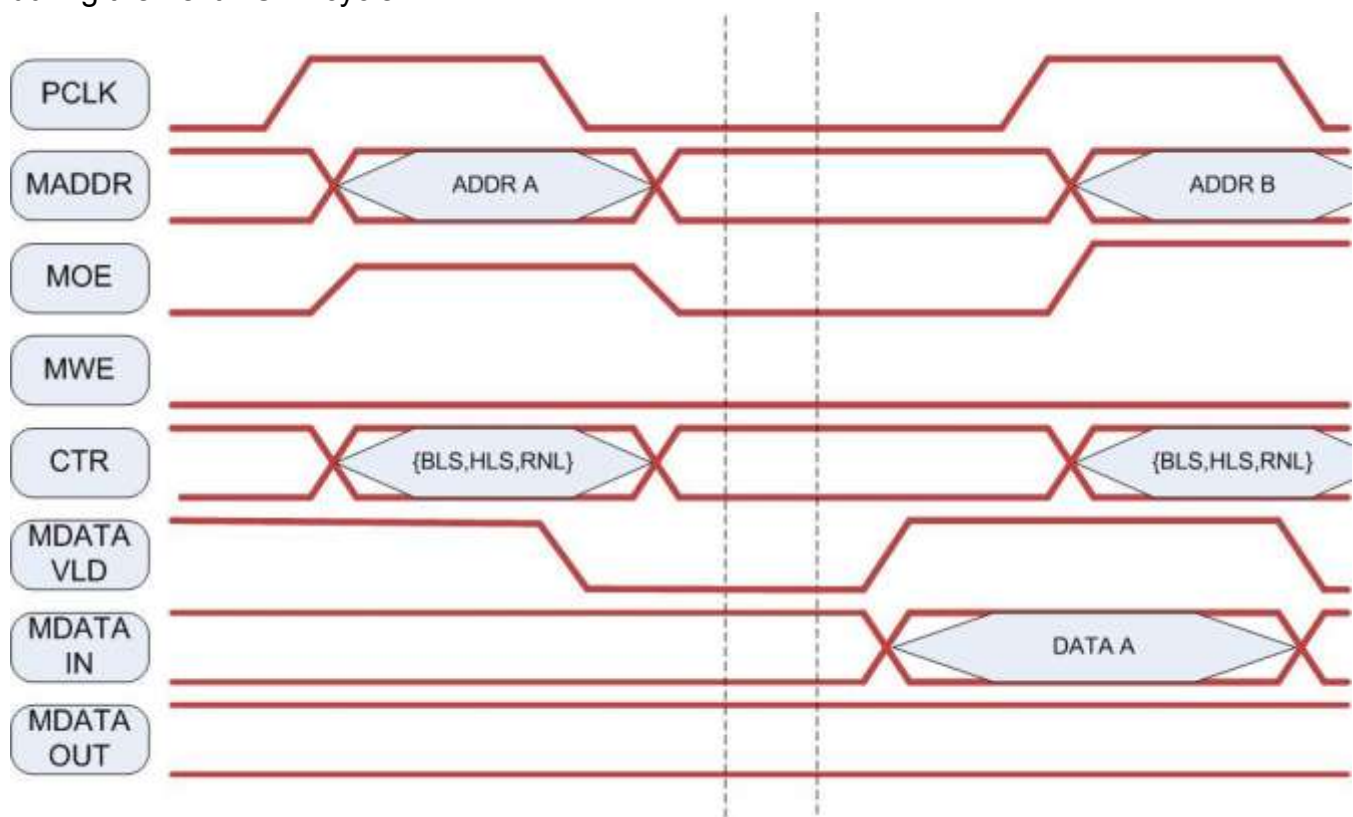 PCLK
MADDR
ADDR A
ADDR B
MOE
MWE
CTR
{BLS,HLS,RNL}
{BLS,HLS,RNL}
MDATA
VLD
MDATA
IN
DATA A
MDATA
OUT